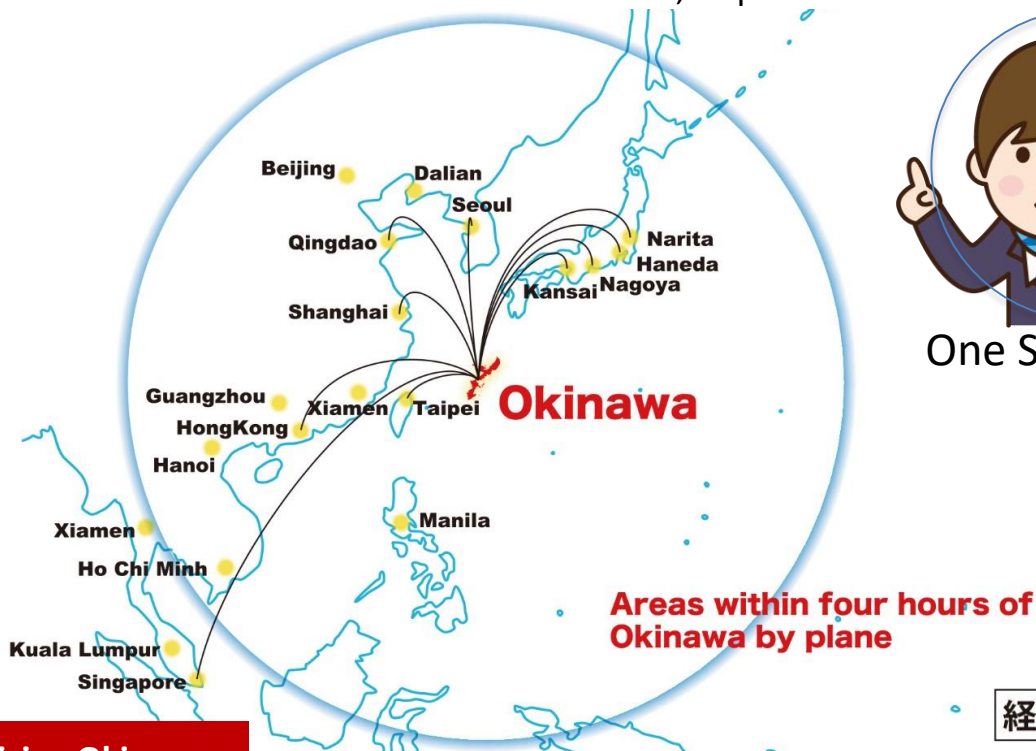 Beijing
Dalian
Seoul
Qingdao
Narita
Haneda
Nagoya
Kansai
Shanghai
One S
Guangzhou
Xiamen
Taipei
Okinawa
HongKong
Hanoi
Manila
Xiamen
Ho Chi Minh
Areas within four hours of
Okinawa by plane
Kuala Lumpur
Singapore
経